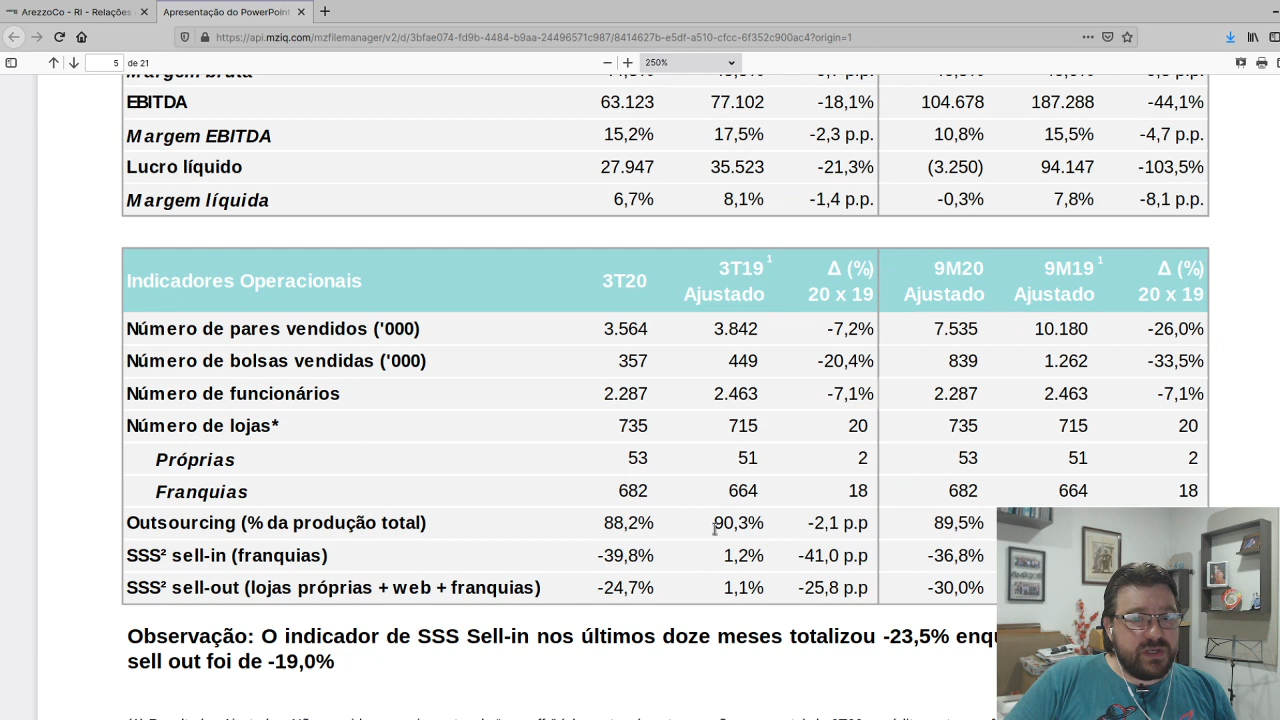 ArezzoCo - RI - Relações
Apresentação do PowerPoint
https://api.mziq.com/mzfilemanager/v2/d/3bfae074-fd9b-4484-b9aa-24496571c987/8414627b-e5df-a510-cfcc-6f352c900ac4?origin=1
5 de 21
250%
Margem bruta
EBITDA 63.123 77.102 -18,1% 104.678 187.288 -44,1%
Margem EBITDA 15,2% 17,5% -2,3 p.p. 10,8% 15,5% -4,7 p.p.
Lucro líquido 27.947 35.523 -21,3% (3.250) 94.147 -103,5%
Margem líquida 6,7% 8,1% -1,4 p.p. -0,3% 7,8% -8,1 p.p.
Indicadores Operacionais 3T20 3T19 ¹ Ajustado Δ (%) 20 x 19 9M20 Ajustado 9M19 ¹ Ajustado Δ (%) 20 x 19
Número de pares vendidos ('000) 3.564 3.842 -7,2% 7.535 10.180 -26,0%
Número de bolsas vendidas ('000) 357 449 -20,4% 839 1.262 -33,5%
Número de funcionários 2.287 2.463 -7,1% 2.287 2.463 -7,1%
Número de lojas* 735 715 20 735 715 20
Próprias 53 51 2 53 51 2
Franquias 682 664 18 682 664 18
Outsourcing (% da produção total) 88,2% 90,3% -2,1 p.p 89,5%
SSS² sell-in (franquias) -39,8% 1,2% -41,0 p.p -36,8%
SSS² sell-out (lojas próprias + web + franquias) -24,7% 1,1% -25,8 p.p -30,0%
Observação: O indicador de SSS Sell-in nos últimos doze meses totalizou -23,5%
sell out foi de -19,0%